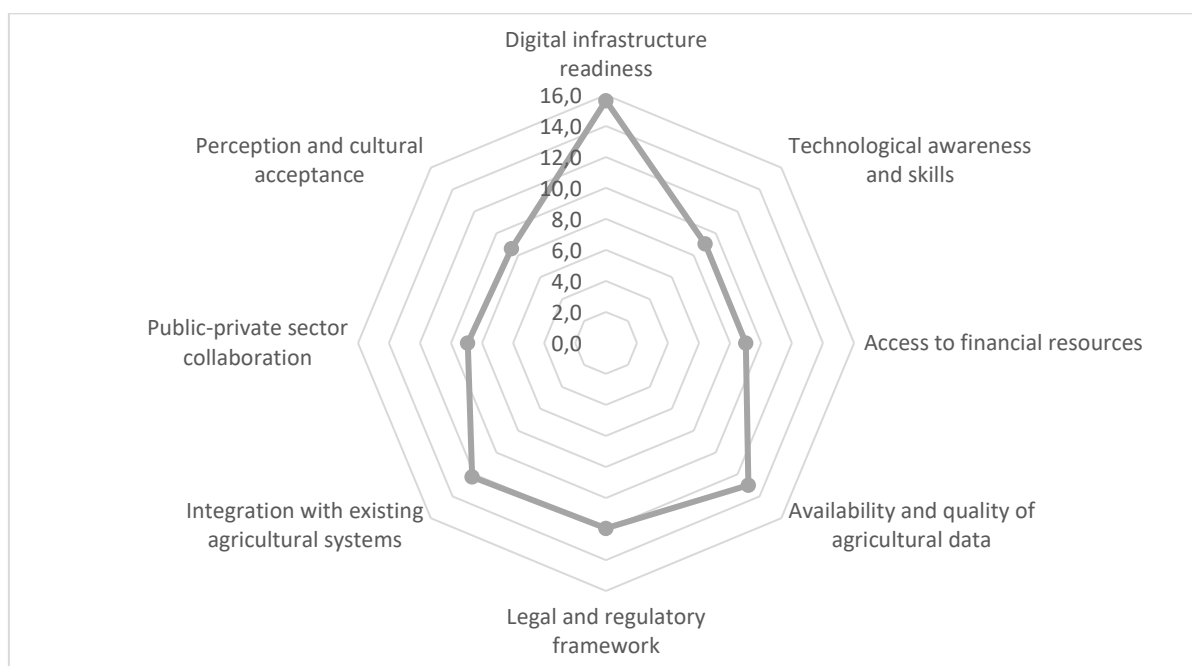 Digital infrastructure
readiness
16,0
14,0
12,0
10,0
8,0
6,0
4,0
2,0
0,0
Technological awareness
and skills
Access to financial resources
Availability and quality of
agricultural data
Legal and regulatory
framework
Integration with existing
agricultural systems
Public-private sector
collaboration
Perception and cultural
acceptance